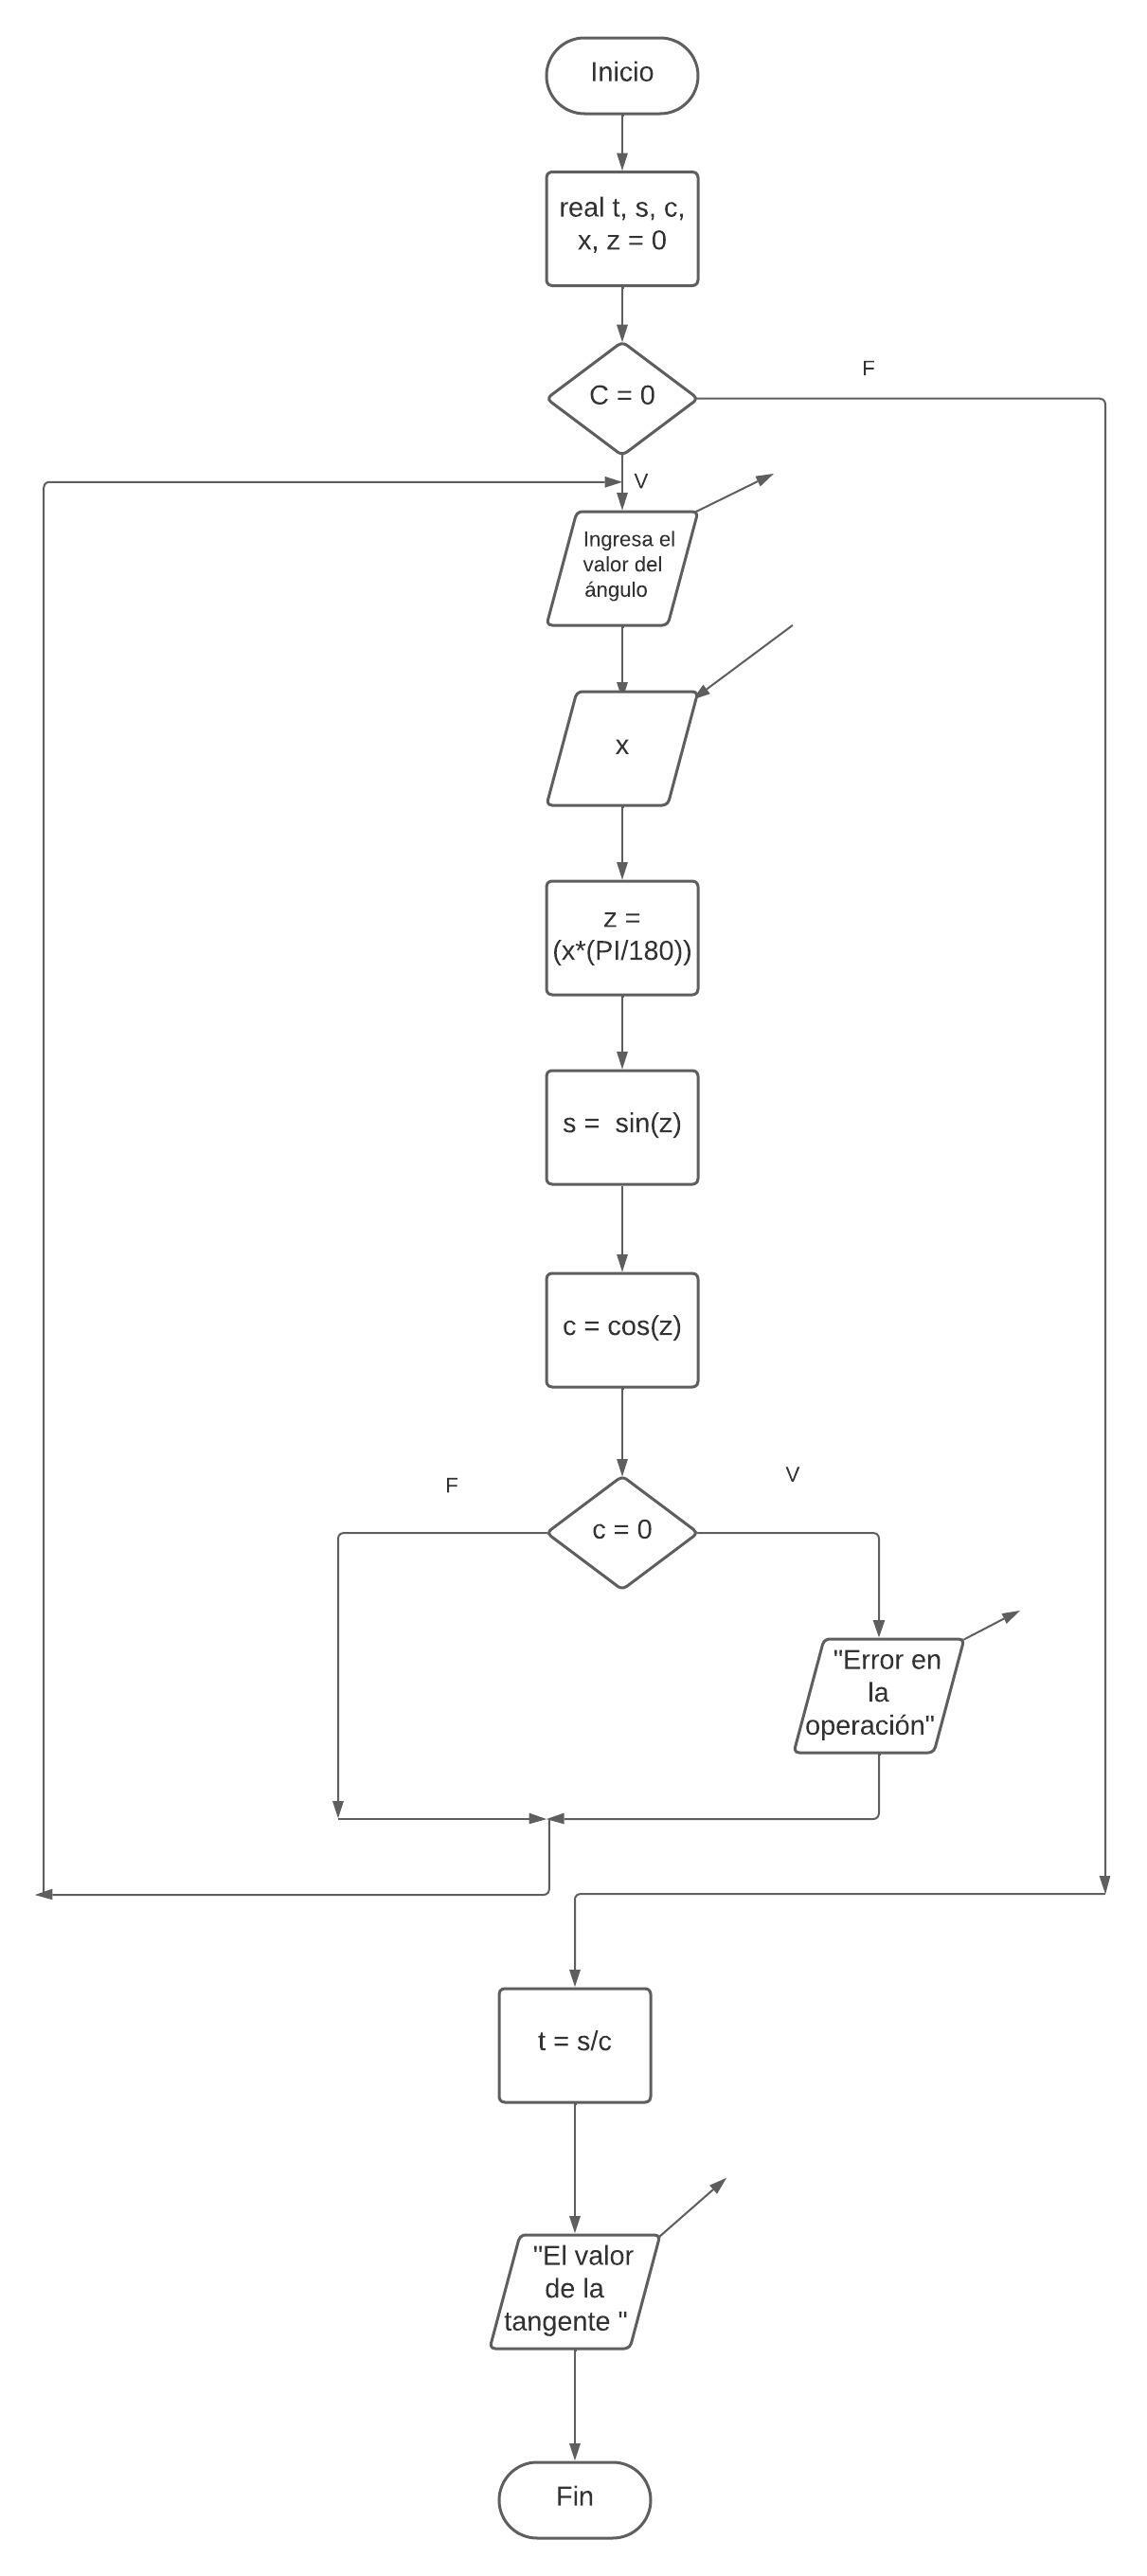 Inicio
real t, s, c,
x, z = 0
C = 0
F
V
Ingresa el
valor del
ángulo
x
z =
(x*(PI/180))
s =  sin(z)
c = cos(z)
F
V
c = 0
"Error en
la
operación"
t = s/c
"El valor
de la
tangente "
Fin